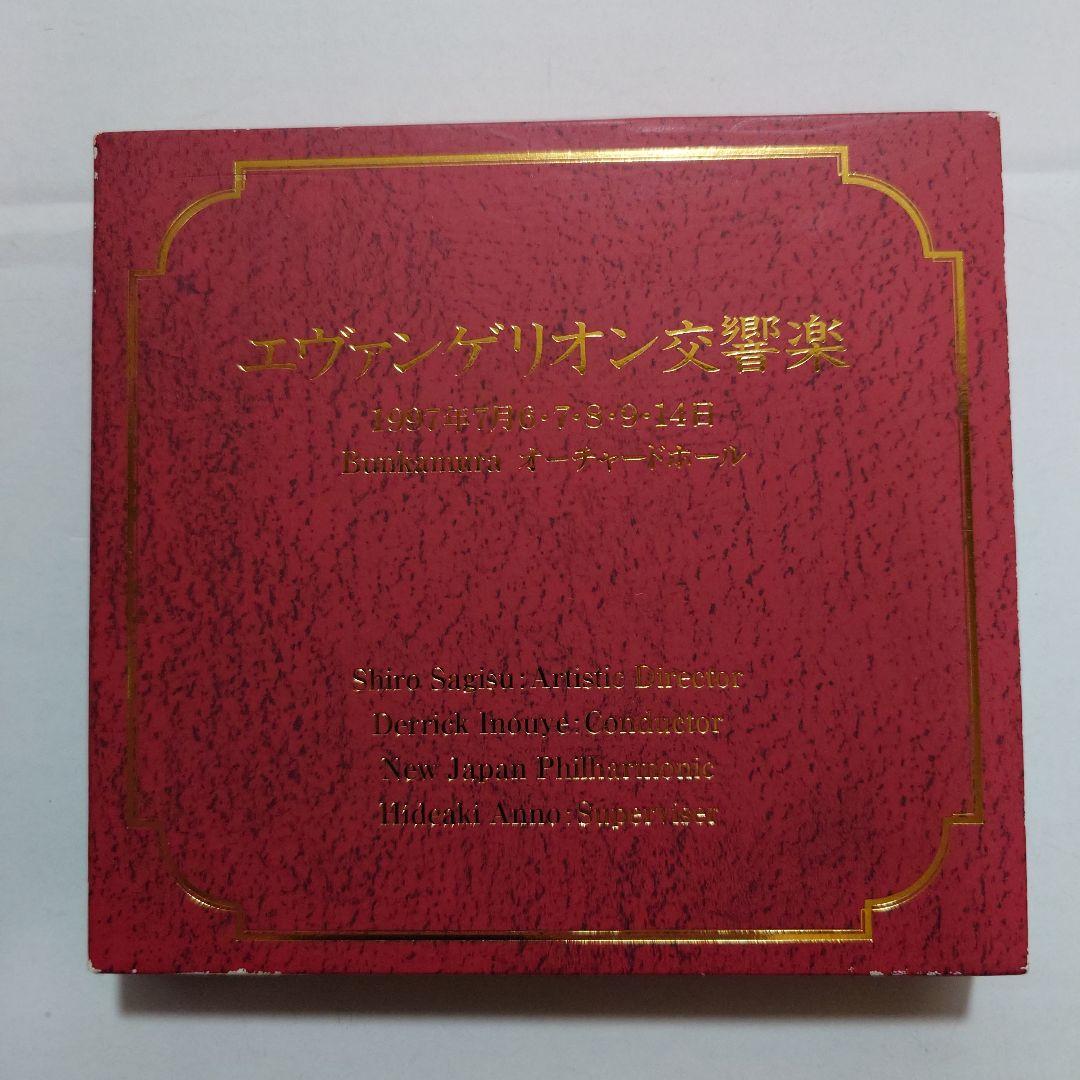 エヴァンゲリオン交響楽
1997年7月6・7・8・9・14日
Bunkamura オーチャードホール
Shiro Sagisu:Artistic Director
Derrick Inouye:Conductor
New Japan Philharmonic
Hideaki Anno:Superviser